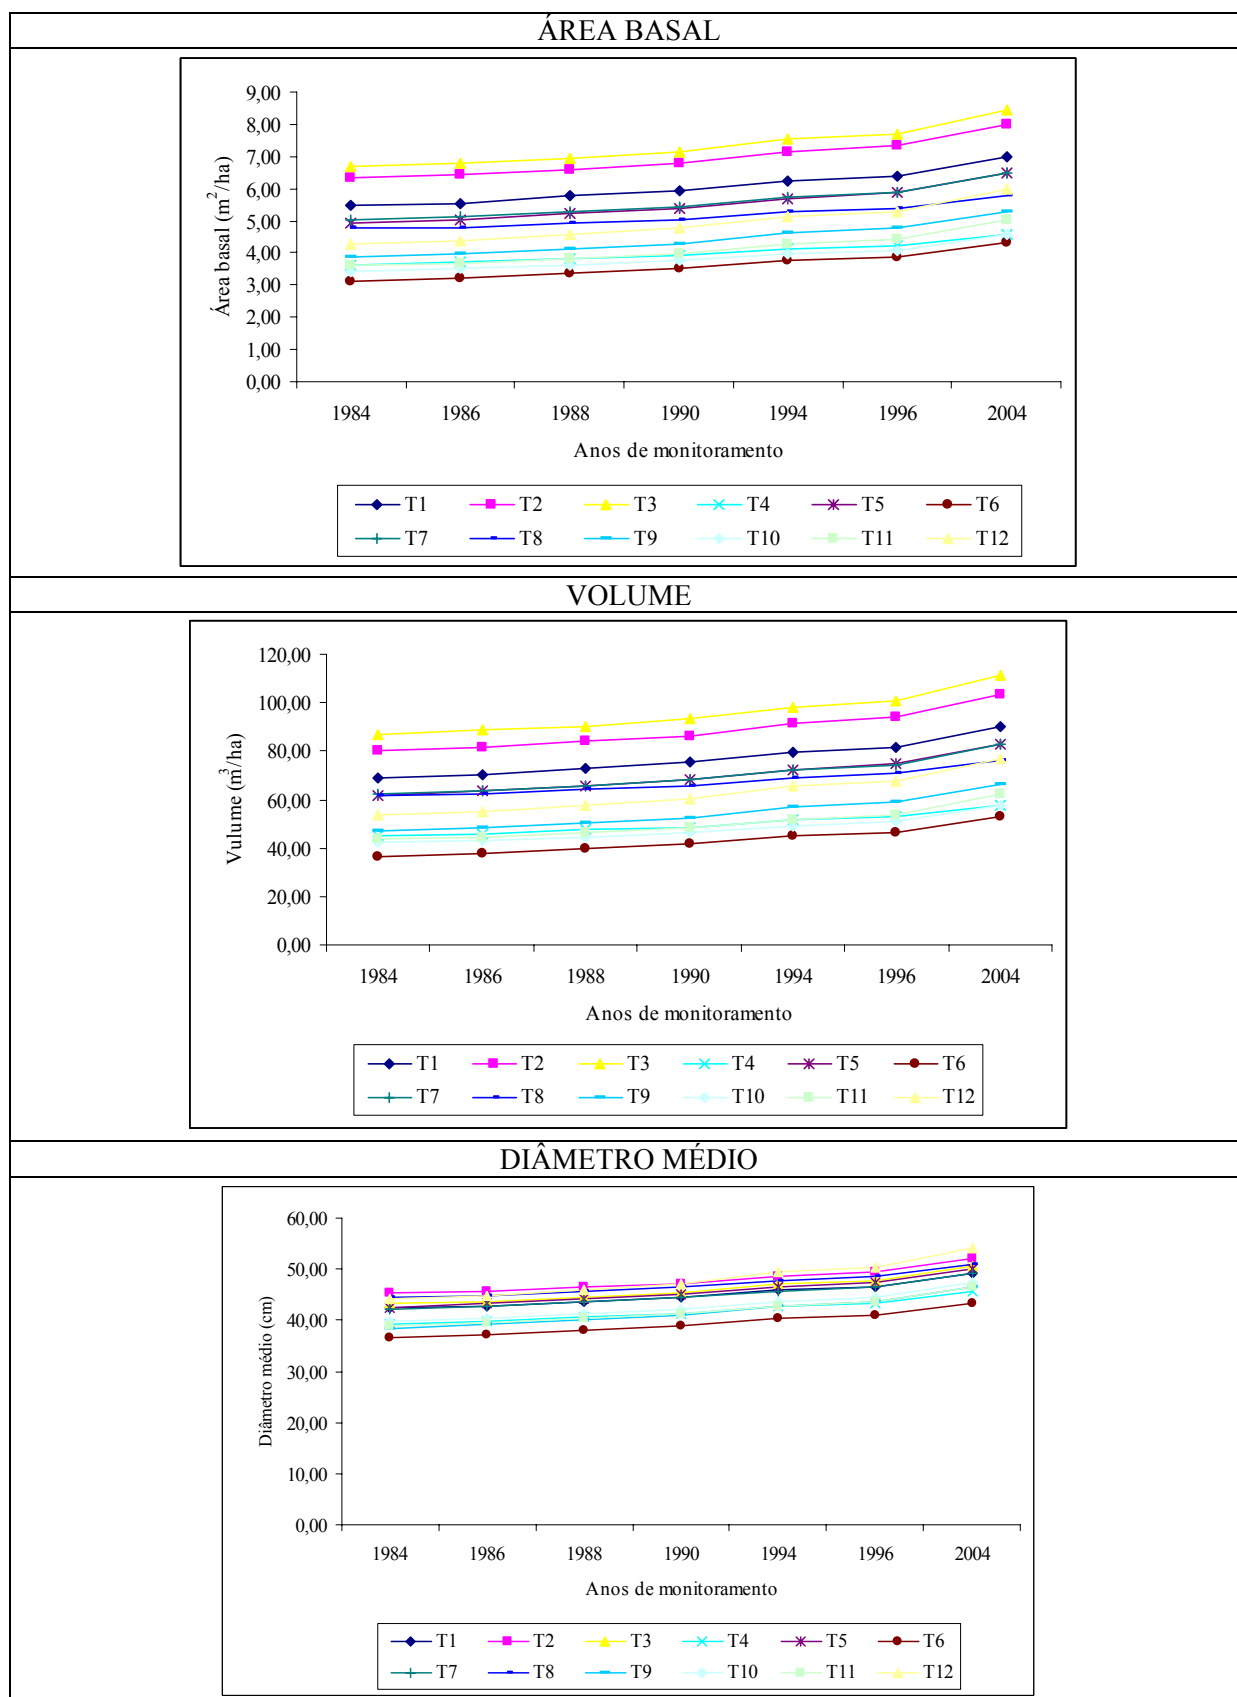 ÁREA BASAL
9,00
8,00
7,00
6,00
5,00
4,00
3,00
2,00
1,00
0,00
Área basal (m²/ha)
1984 1986 1988 1990 1994 1996 2004
Anos de monitoramento
T1 T2 T3 T4 T5 T6
T7 T8 T9 T10 T11 T12
VOLUME
120,00
100,00
80,00
60,00
40,00
20,00
0,00
Vulume (m³/ha)
1984 1986 1988 1990 1994 1996 2004
Anos de monitoramento
T1 T2 T3 T4 T5 T6
T7 T8 T9 T10 T11 T12
DIÂMETRO MÉDIO
60,00
50,00
40,00
30,00
20,00
10,00
0,00
Diâmetro médio (cm)
1984 1986 1988 1990 1994 1996 2004
Anos de monitoramento
T1 T2 T3 T4 T5 T6
T7 T8 T9 T10 T11 T12